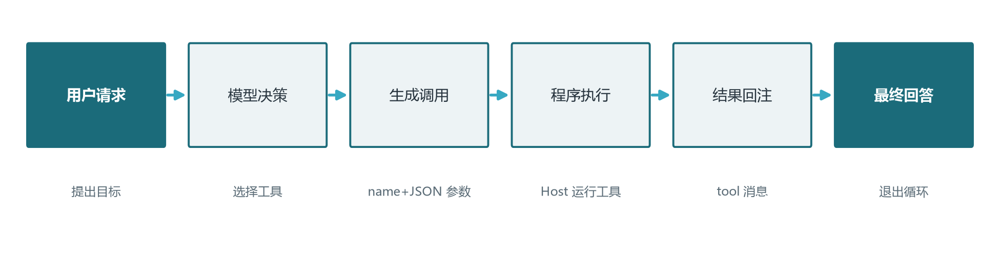 用户请求
模型决策
生成调用
程序执行
结果回注
最终回答
提出目标
选择工具
name+JSON 参数
Host 运行工具
tool 消息
退出循环